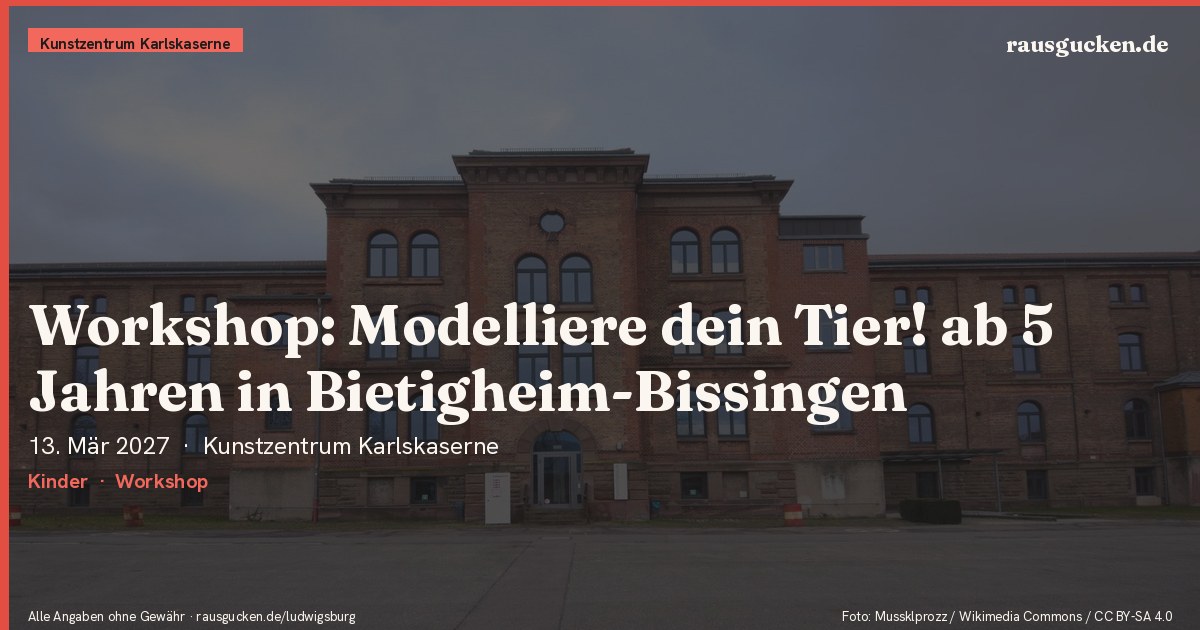 Kunstzentrum Karlskaserne
rausgucken.de
Workshop: Modelliere dein Tier! ab 5
Jahren in Bietigheim-Bissingen
13. Mär 2027 · Kunstzentrum Karlskaserne
Kinder · Workshop
Alle Angaben ohne Gewähr · rausgucken.de/ludwigsburg
Foto: Mussklprozz / Wikimedia Commons / CC BY-SA 4.0